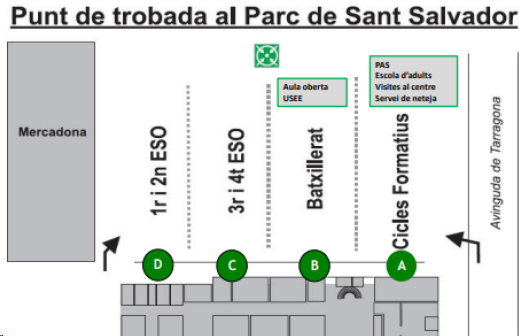 Punt de trobada al Parc de Sant Salvador
PAS
Escola d'adults
Visites al centre
Servei de neteja
Aula oberta
USEE
Mercadona
1r i 2n ESO
3r i 4t ESO
Batxillerat
Cicles Formatius
Avinguda de Tarragona
D
C
B
A